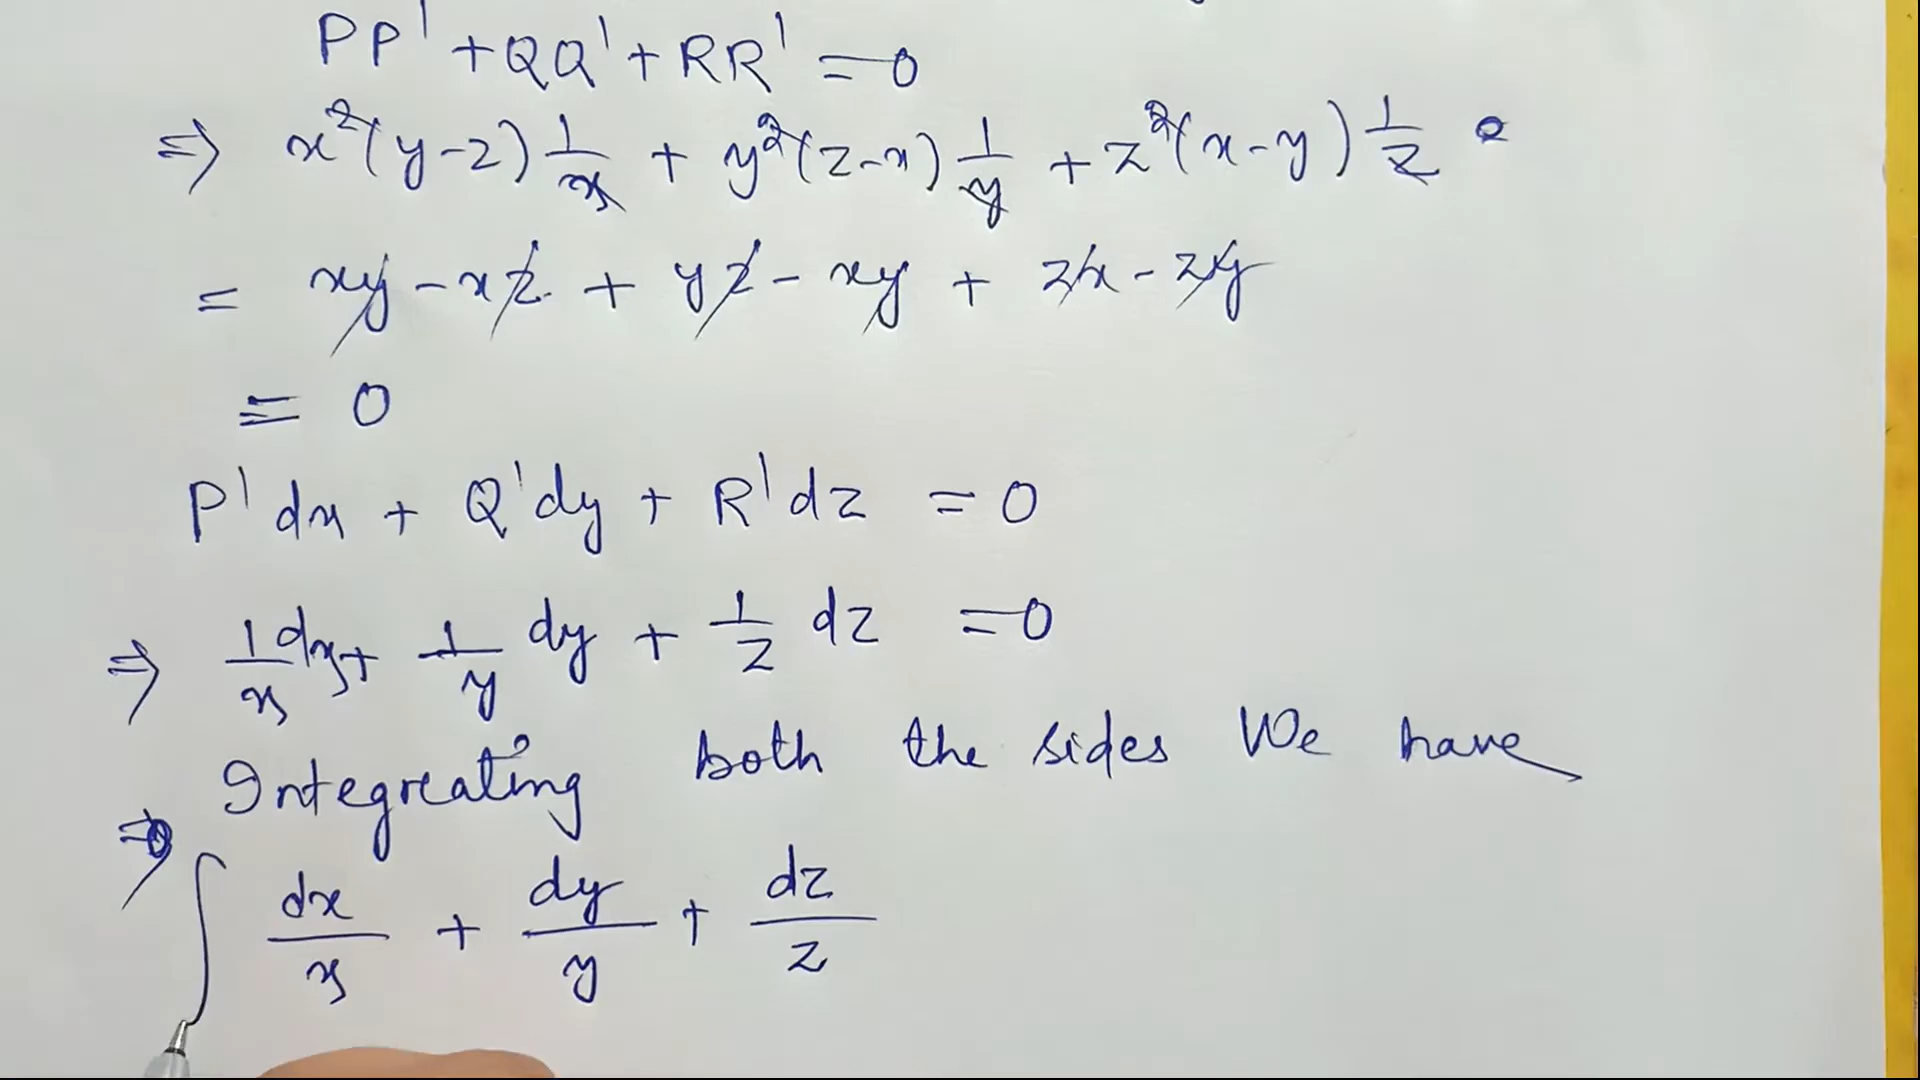 PP' + QQ' + RR' = 0
⇒ x²(y-z) 1/x + y²(z-x) 1/y + z²(x-y) 1/z
= xy - xz + yz - xy + zx - zy
= 0
P'dx + Q'dy + R'dz = 0
⇒ 1/x dx + 1/y dy + 1/z dz = 0
Integreating both the sides We have
⇒ ∫ dx/x + dy/y + dz/z